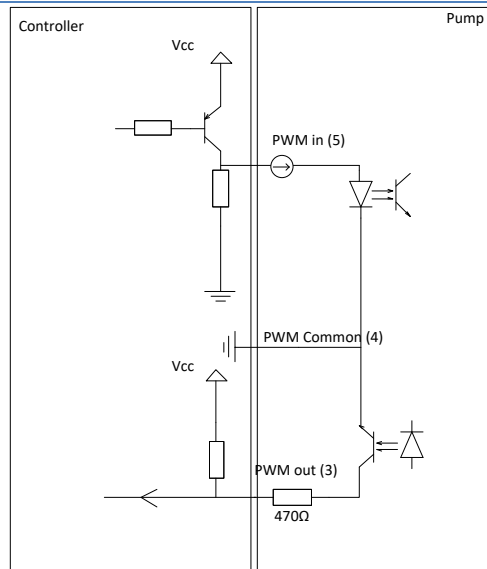 Controller
Pump
Vcc
PWM in (5)
PWM Common (4)
Vcc
PWM out (3)
470Ω